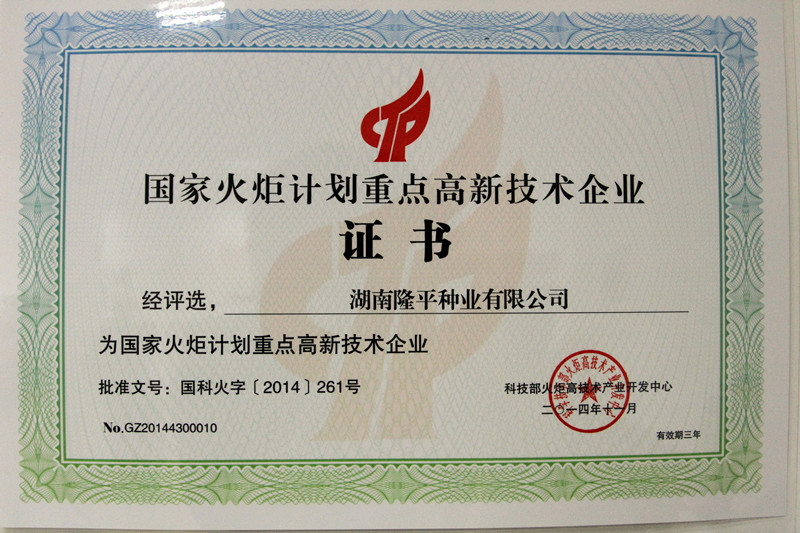 国家火炬计划重点高新技术企业
证书
经评选，湖南隆平种业有限公司
为国家火炬计划重点高新技术企业
批准文号：国科火字〔2014〕261号
科技部火炬高技术产业开发中心
二〇一四年十一月
No.GZ20144300010
有效期三年